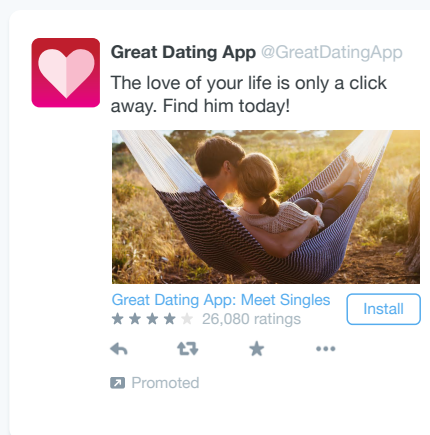 Great Dating App @GreatDatingApp
The love of your life is only a click
away. Find him today!
Great Dating App: Meet Singles
Install
26,080 ratings
Promoted